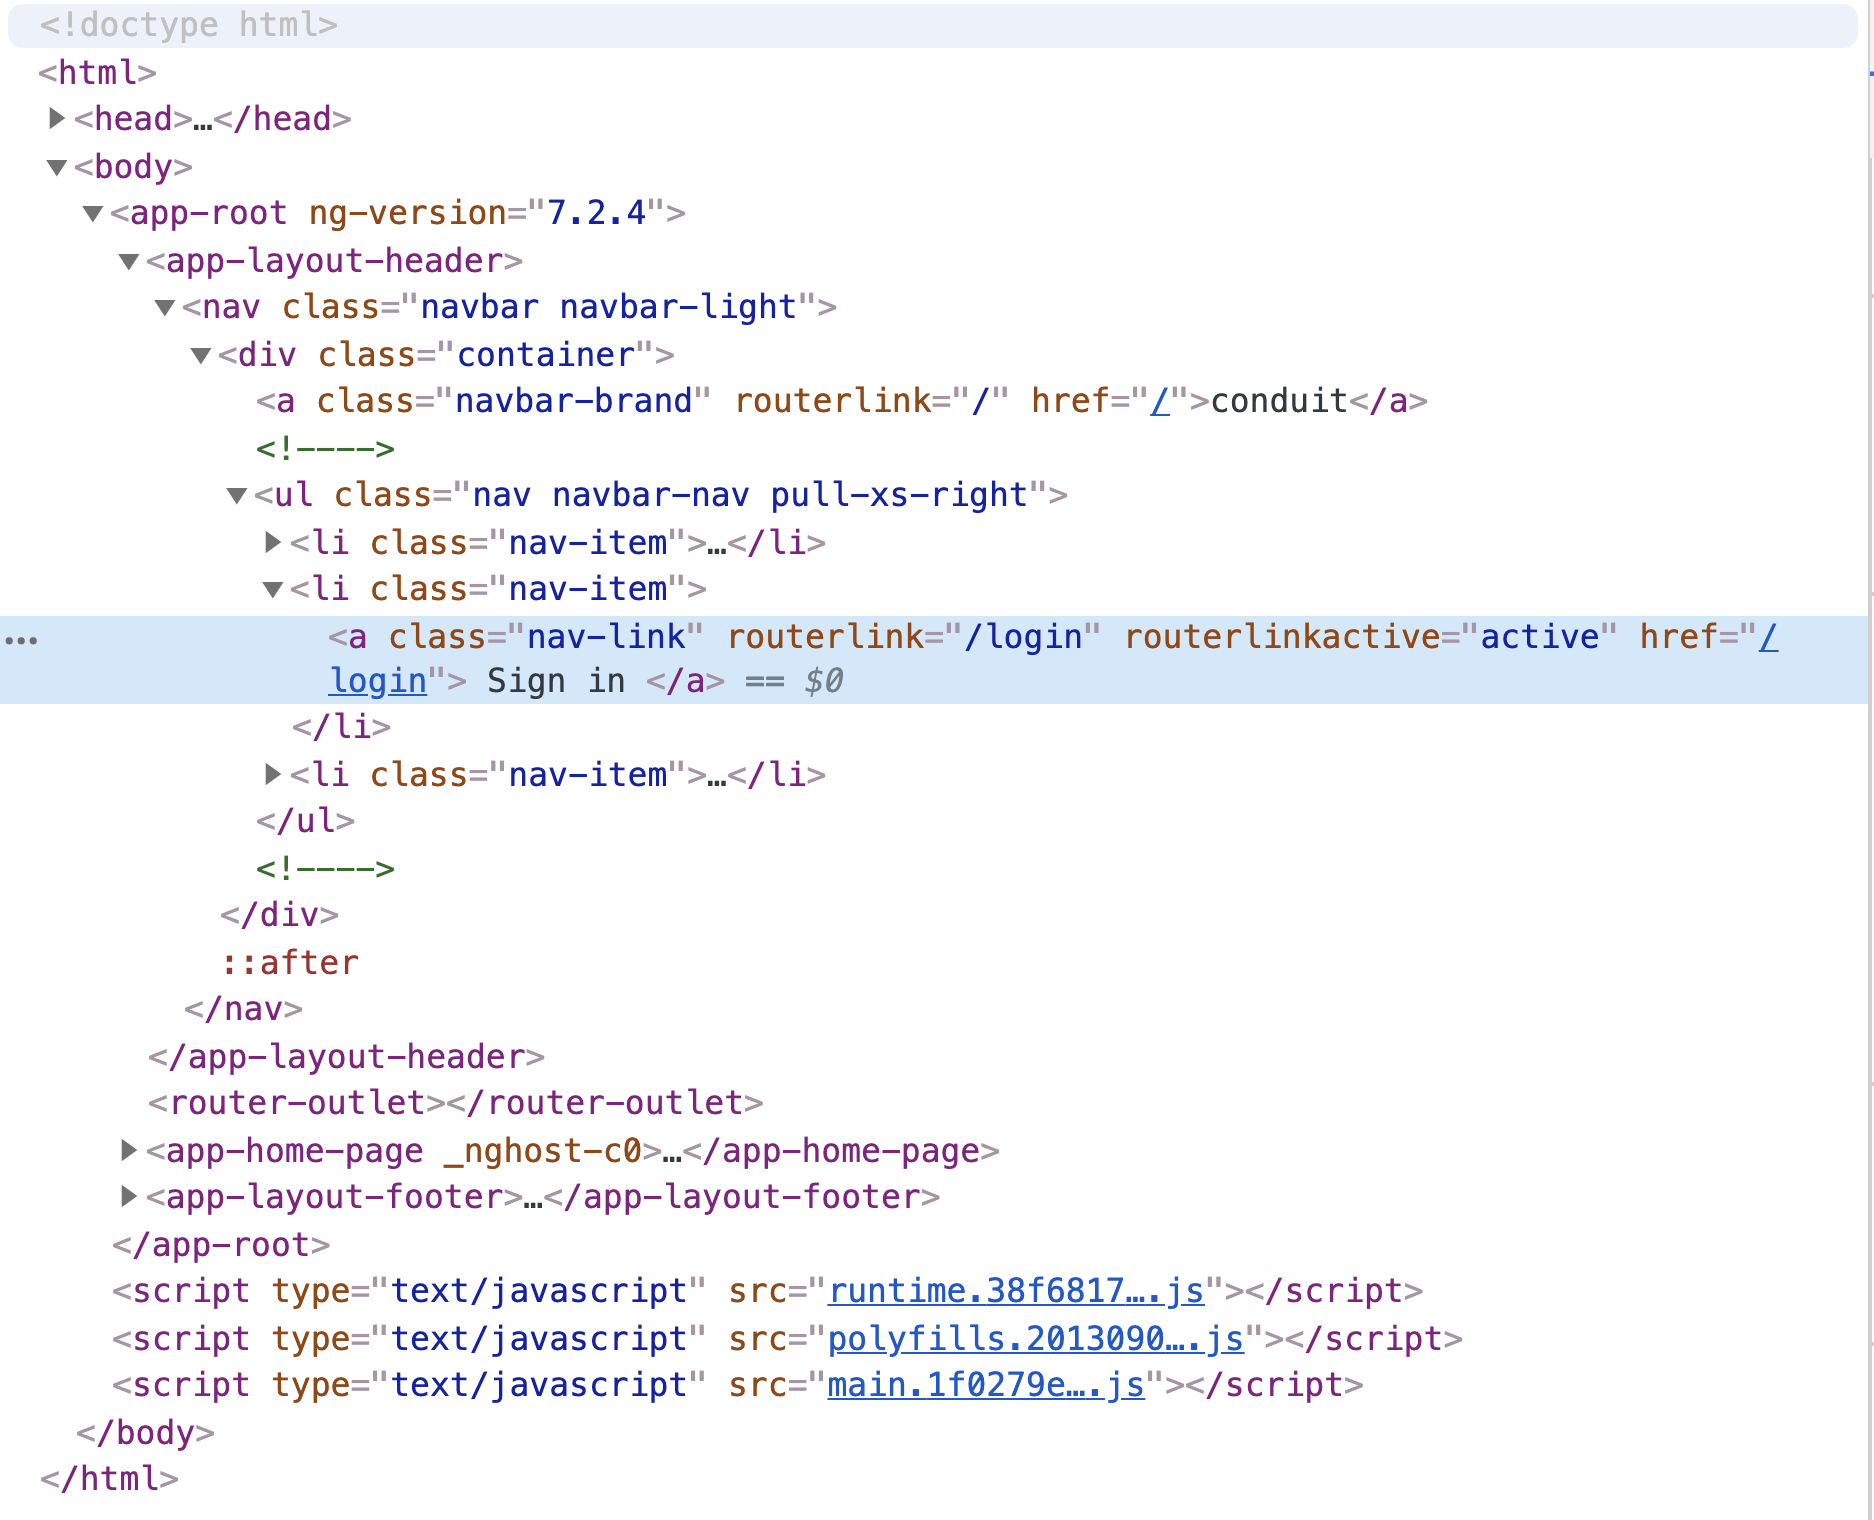 <!doctype html>
<html>
<head>…</head>
<body>
<app-root ng-version="7.2.4">
<app-layout-header>
<nav class="navbar navbar-light">
<div class="container">
<a class="navbar-brand" routerlink="/" href="/">conduit</a>
<!---->
<ul class="nav navbar-nav pull-xs-right">
<li class="nav-item">…</li>
<li class="nav-item">
<a class="nav-link" routerlink="/login" routerlinkactive="active" href="/
login"> Sign in </a> == $0
</li>
<li class="nav-item">…</li>
</ul>
<!---->
</div>
::after
</nav>
</app-layout-header>
<router-outlet></router-outlet>
<app-home-page _nghost-c0>…</app-home-page>
<app-layout-footer>…</app-layout-footer>
</app-root>
<script type="text/javascript" src="runtime.38f6817….js"></script>
<script type="text/javascript" src="polyfills.2013090….js"></script>
<script type="text/javascript" src="main.1f0279e….js"></script>
</body>
</html>